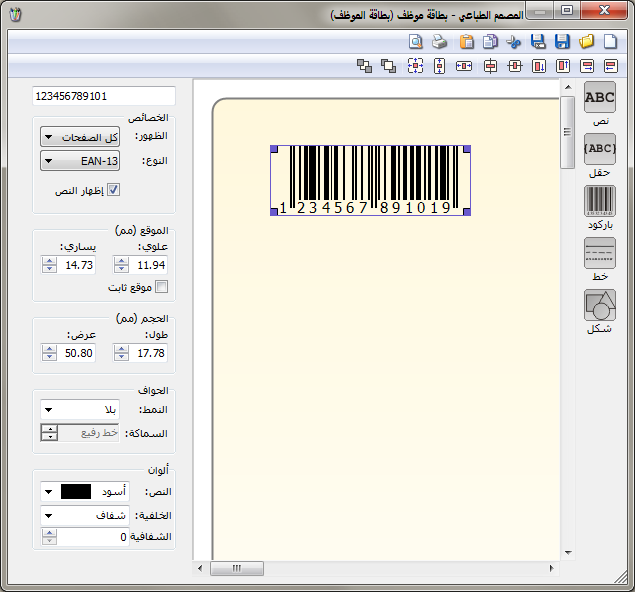 المصمم الطباعي - بطاقة موظف (بطاقة الموظف)
ABC
نص
{ABC}
حقل
باركود
خط
شكل
1 234567 891019
123456789101
الخصائص
الظهور: كل الصفحات
النوع: EAN-13
إظهار النص
الموقع (مم)
علوي: يساري:
11.94 14.73
موقع ثابت
الحجم (مم)
طول: عرض:
17.78 50.80
الحواف
النمط: بلا
السماكة: خط رفيع
ألوان
النص: أسود
الخلفية: شفاف
الشفافية 0